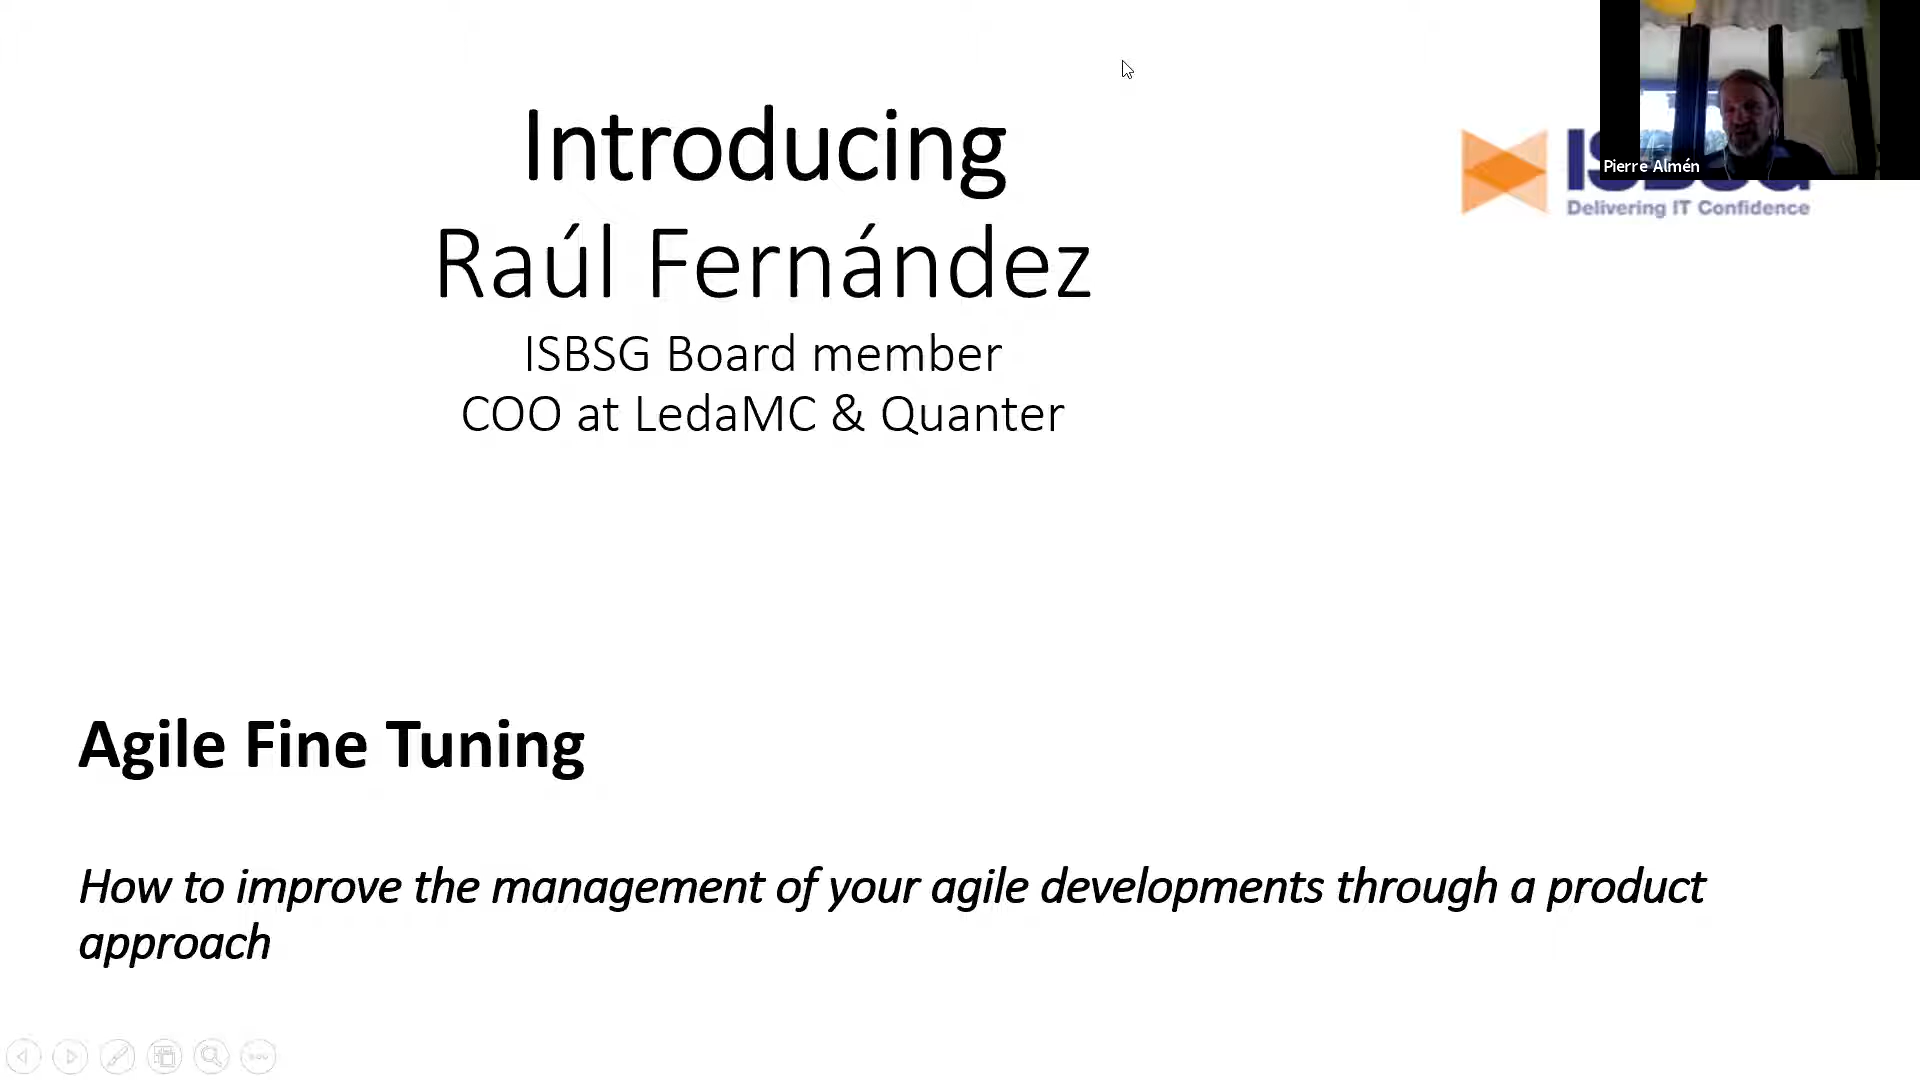 Introducing
Raúl Fernández
ISBSG Board member
COO at LedaMC & Quanter
Pierre Almén
Delivering IT Confidence
Agile Fine Tuning
How to improve the management of your agile developments through a product
approach